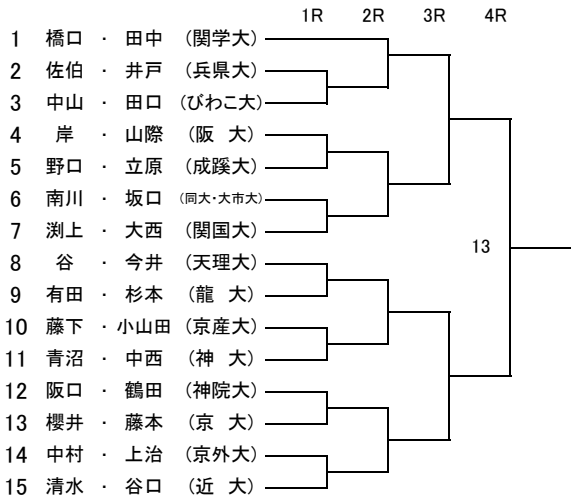 1R 2R 3R 4R
1 橋口 ・ 田中 (関学大)
2 佐伯 ・ 井戸 (兵県大)
3 中山 ・ 田口 (びわこ大)
4 岸 ・ 山際 (阪 大)
5 野口 ・ 立原 (成蹊大)
6 南川 ・ 坂口 (同大・大市大)
7 渕上 ・ 大西 (関国大)
13
8 谷 ・ 今井 (天理大)
9 有田 ・ 杉本 (龍 大)
10 藤下 ・ 小山田 (京産大)
11 青沼 ・ 中西 (神 大)
12 阪口 ・ 鶴田 (神院大)
13 櫻井 ・ 藤本 (京 大)
14 中村 ・ 上治 (京外大)
15 清水 ・ 谷口 (近 大)